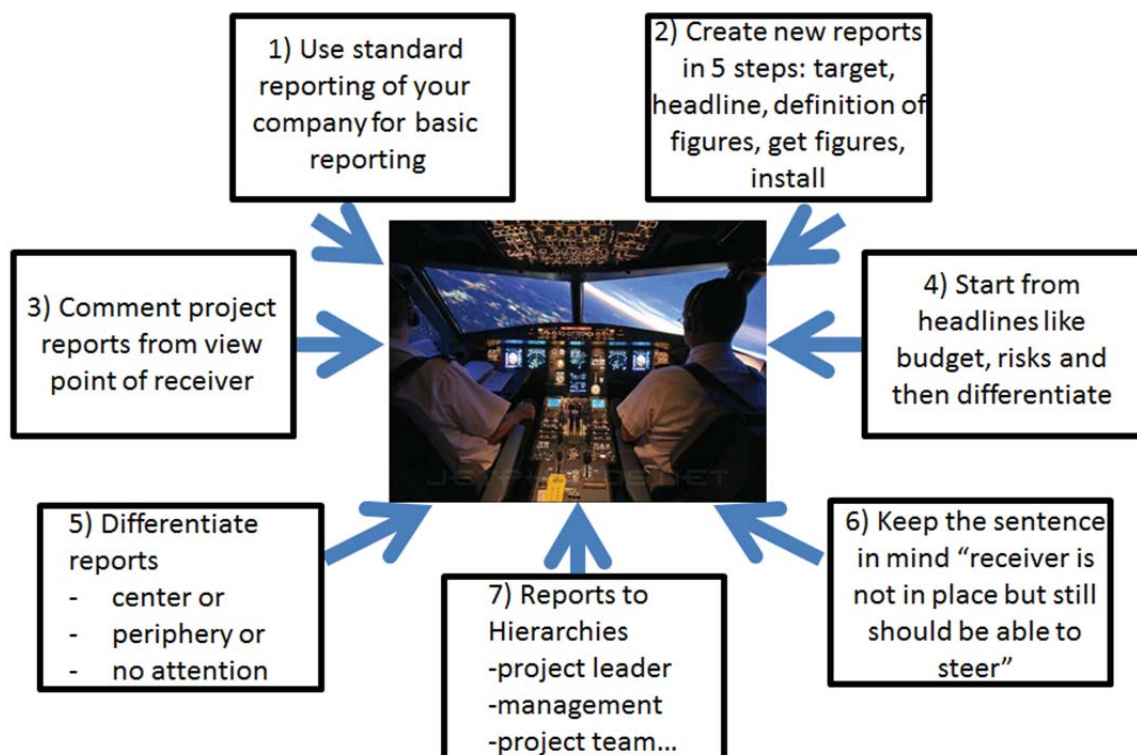 1) Use standard
reporting of your
company for basic
reporting
2) Create new reports
in 5 steps: target,
headline, definition of
figures, get figures,
install
3) Comment project
reports from view
point of receiver
4) Start from
headlines like
budget, risks and
then differentiate
5) Differentiate
reports
- center or
- periphery or
- no attention
6) Keep the sentence
in mind “receiver is
not in place but still
should be able to
steer”
7) Reports to
Hierarchies
-project leader
-management
-project team...